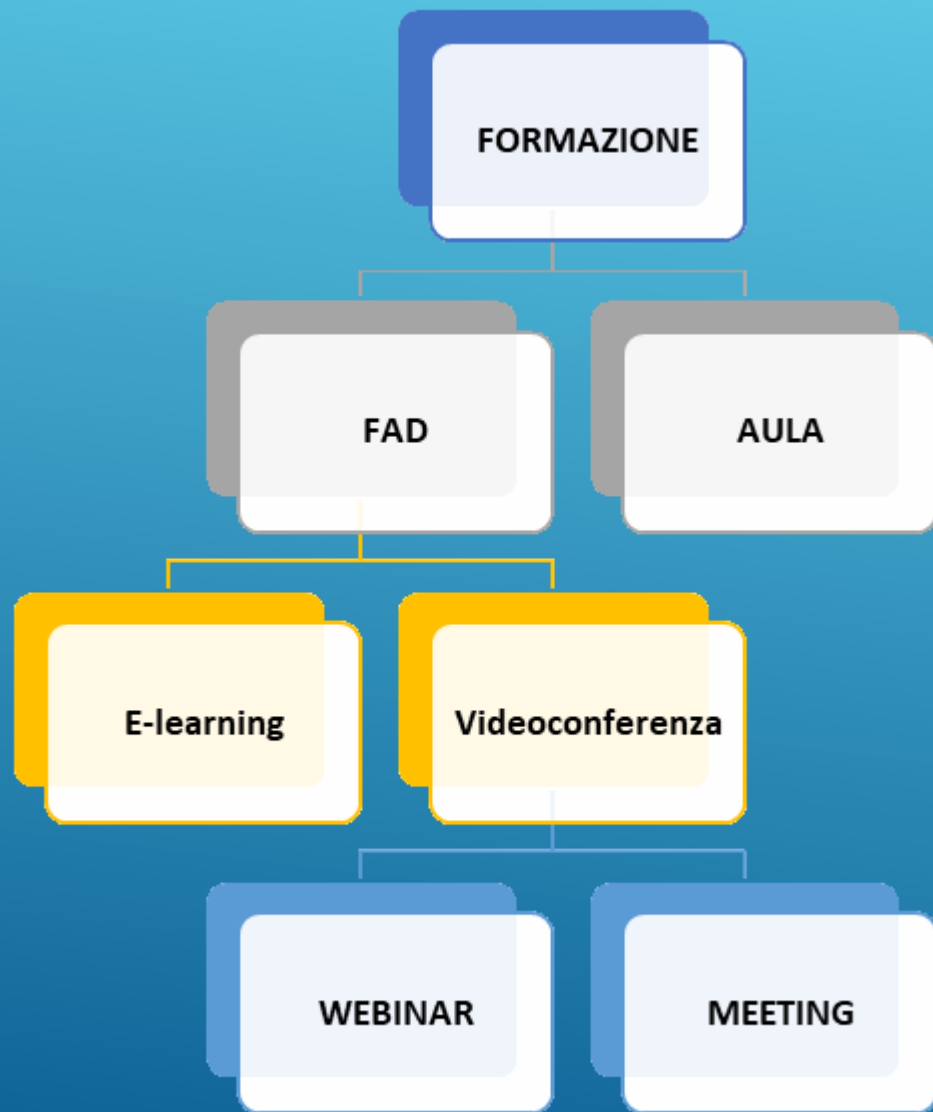 FORMAZIONE
FAD
AULA
E-learning
Videoconferenza
WEBINAR
MEETING